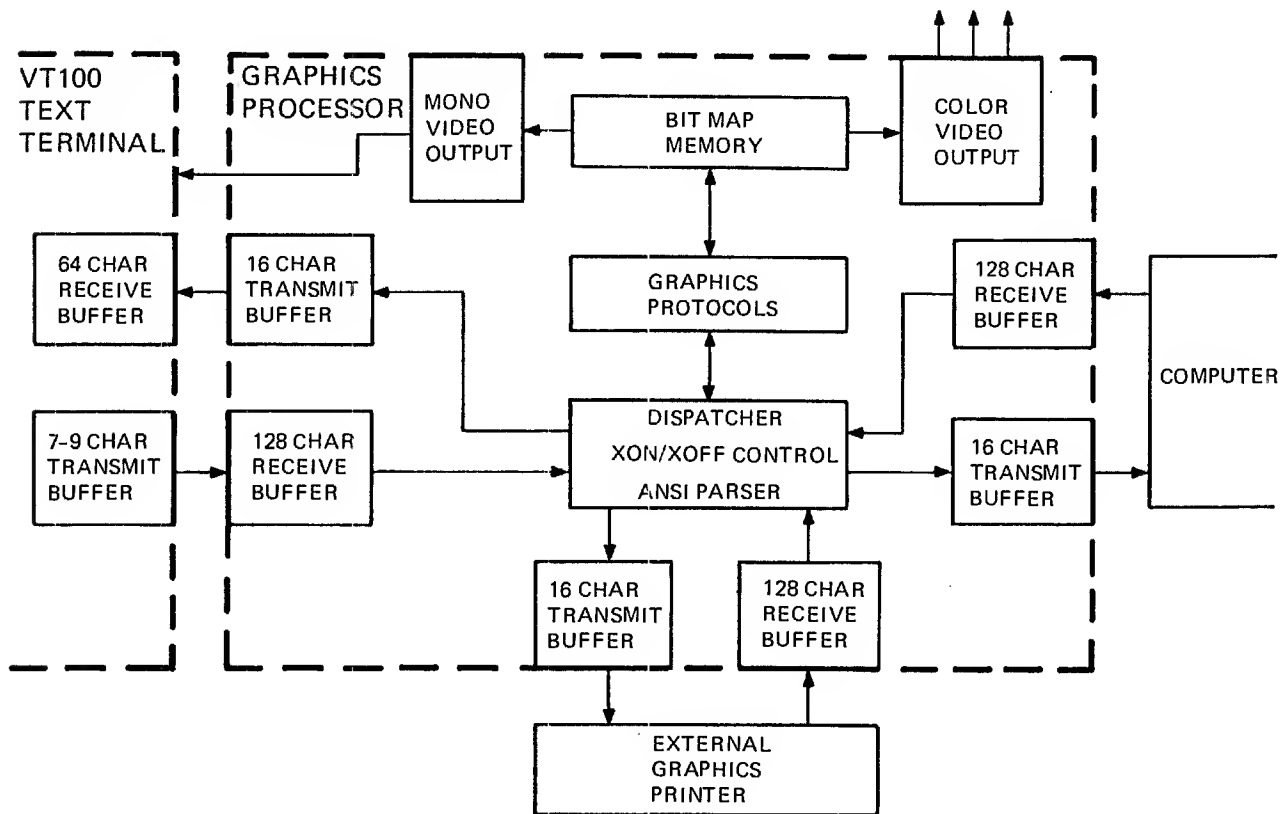 VT100
TEXT
TERMINAL
GRAPHICS
PROCESSOR
MONO
VIDEO
OUTPUT
BIT MAP
MEMORY
COLOR
VIDEO
OUTPUT
64 CHAR
RECEIVE
BUFFER
16 CHAR
TRANSMIT
BUFFER
GRAPHICS
PROTOCOLS
128 CHAR
RECEIVE
BUFFER
COMPUTER
7-9 CHAR
TRANSMIT
BUFFER
128 CHAR
RECEIVE
BUFFER
DISPATCHER
XON/XOFF CONTROL
ANSI PARSER
16 CHAR
TRANSMIT
BUFFER
16 CHAR
TRANSMIT
BUFFER
128 CHAR
RECEIVE
BUFFER
EXTERNAL
GRAPHICS
PRINTER